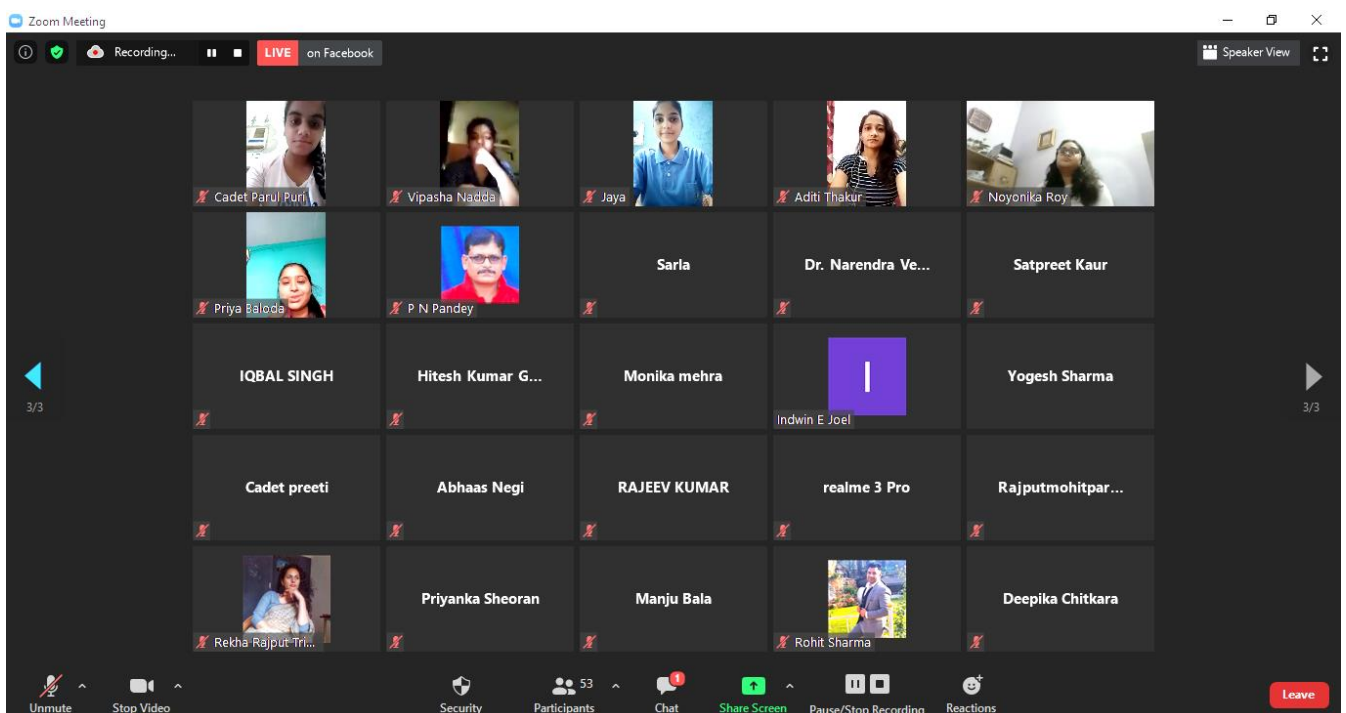 Zoom Meeting
Recording...
LIVE on Facebook
Speaker View
Cadet Parul Puri
Vipasha Nadda
Jaya
Aditi Thakur
Noyonika Roy
Priya Baloda
P N Pandey
Sarla
Dr. Narendra Ve...
Satpreet Kaur
IQBAL SINGH
Hitesh Kumar G...
Monika mehra
I
Indwin E Joel
Yogesh Sharma
3/3
3/3
Cadet preeti
Abhaas Negi
RAJEEV KUMAR
realme 3 Pro
Rajputmohitpar...
Rekha Rajput Tri...
Priyanka Sheoran
Manju Bala
Rohit Sharma
Deepika Chitkara
Unmute
Stop Video
Security
53
Participants
1
Chat
Share Screen
Pause/Stop Recording
Reactions
Leave